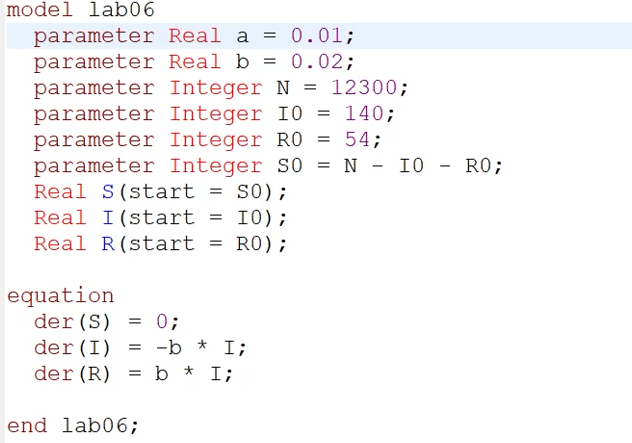 model lab06
  parameter Real a = 0.01;
  parameter Real b = 0.02;
  parameter Integer N = 12300;
  parameter Integer I0 = 140;
  parameter Integer R0 = 54;
  parameter Integer S0 = N - I0 - R0;
  Real S(start = S0);
  Real I(start = I0);
  Real R(start = R0);

equation
  der(S) = 0;
  der(I) = -b * I;
  der(R) = b * I;

end lab06;